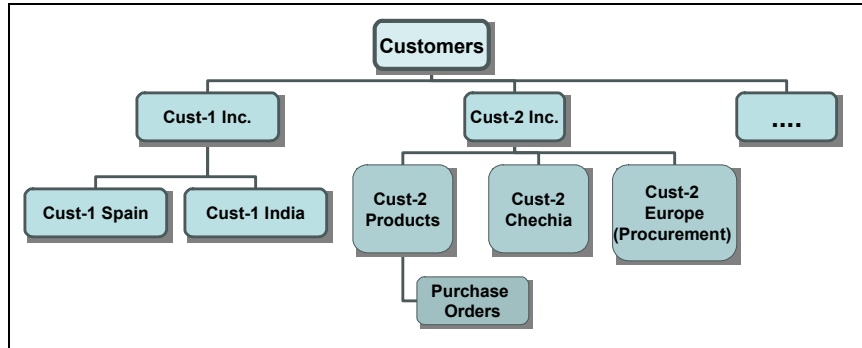 Customers
Cust-1 Inc.
Cust-2 Inc.
....
Cust-1 Spain
Cust-1 India
Cust-2
Products
Cust-2
Chechia
Cust-2
Europe
(Procurement)
Purchase
Orders